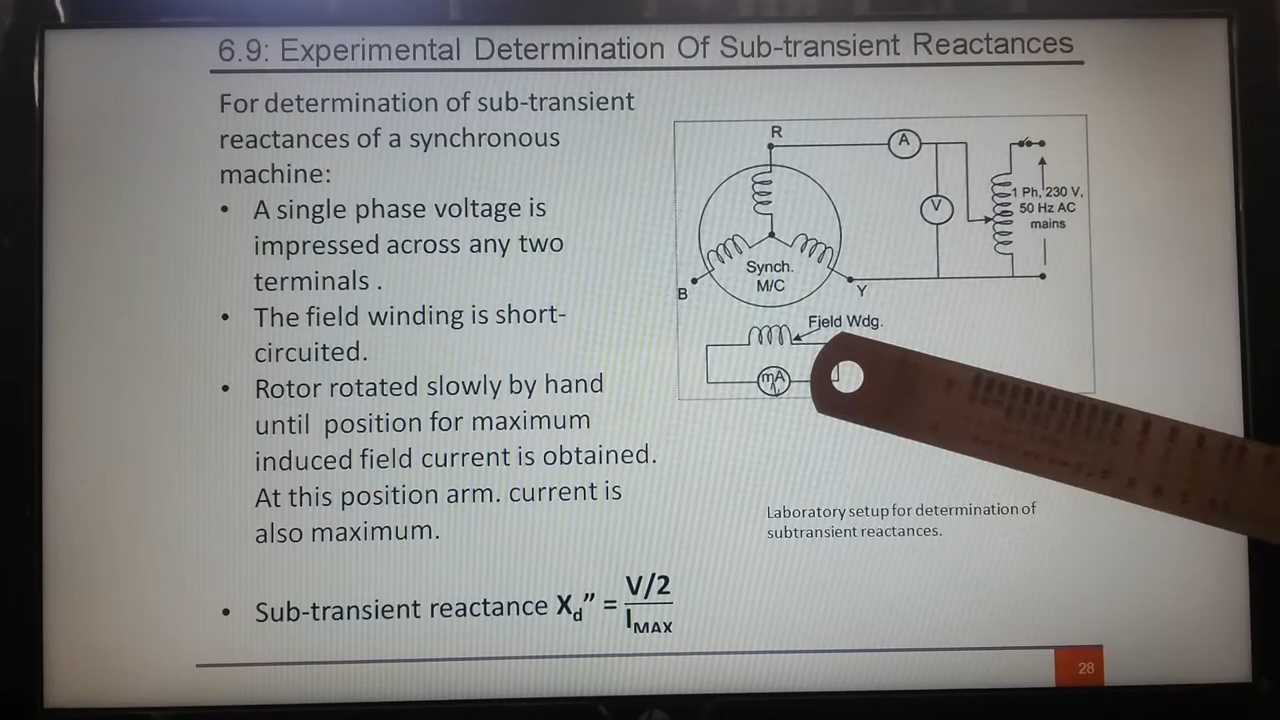 6.9: Experimental Determination Of Sub-transient Reactances
For determination of sub-transient
reactances of a synchronous
machine:
• A single phase voltage is
impressed across any two
terminals .
• The field winding is short-
circuited.
• Rotor rotated slowly by hand
until position for maximum
induced field current is obtained.
At this position arm. current is
also maximum.
• Sub-transient reactance Xd” = V/2
IMAX
R
A
V
1 Ph, 230 V,
50 Hz AC
mains
Synch.
M/C
B
Y
Field Wdg.
mA
Laboratory setup for determination of
subtransient reactances.
28